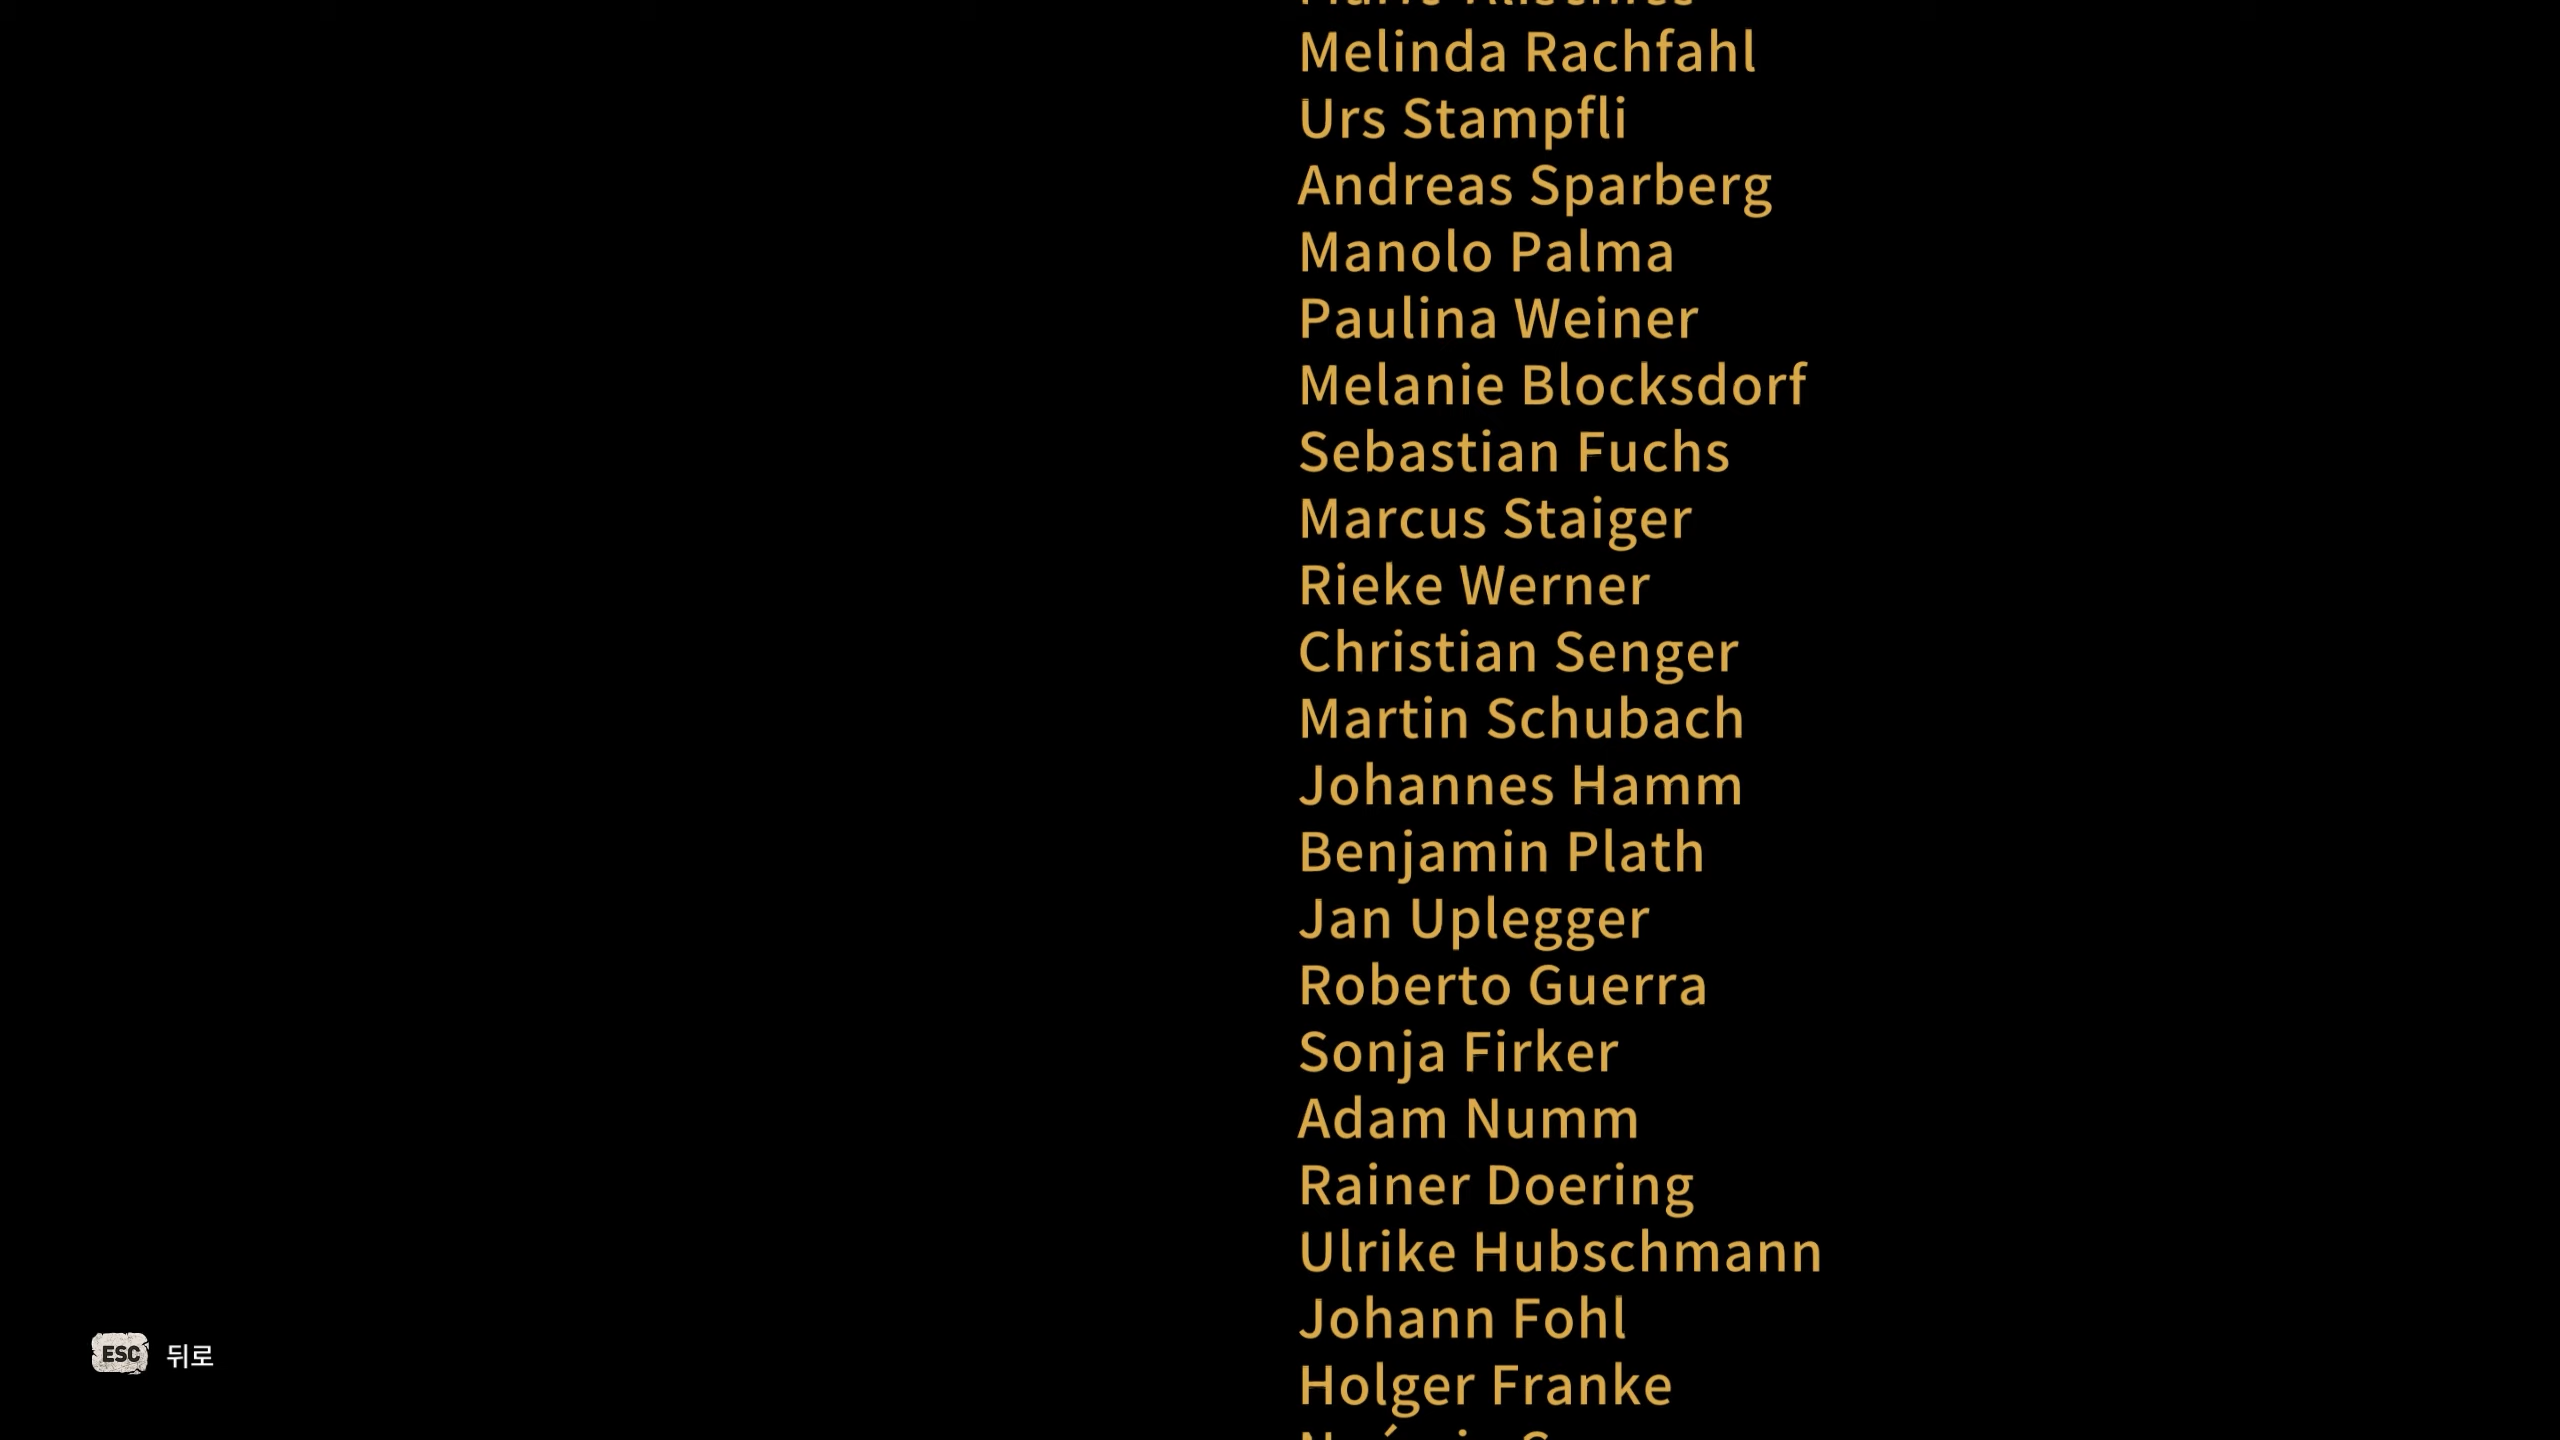 Melinda Rachfahl
Urs Stampfli
Andreas Sparberg
Manolo Palma
Paulina Weiner
Melanie Blocksdorf
Sebastian Fuchs
Marcus Staiger
Rieke Werner
Christian Senger
Martin Schubach
Johannes Hamm
Benjamin Plath
Jan Uplegger
Roberto Guerra
Sonja Firker
Adam Numm
Rainer Doering
Ulrike Hubschmann
Johann Fohl
Holger Franke
ESC 뒤로